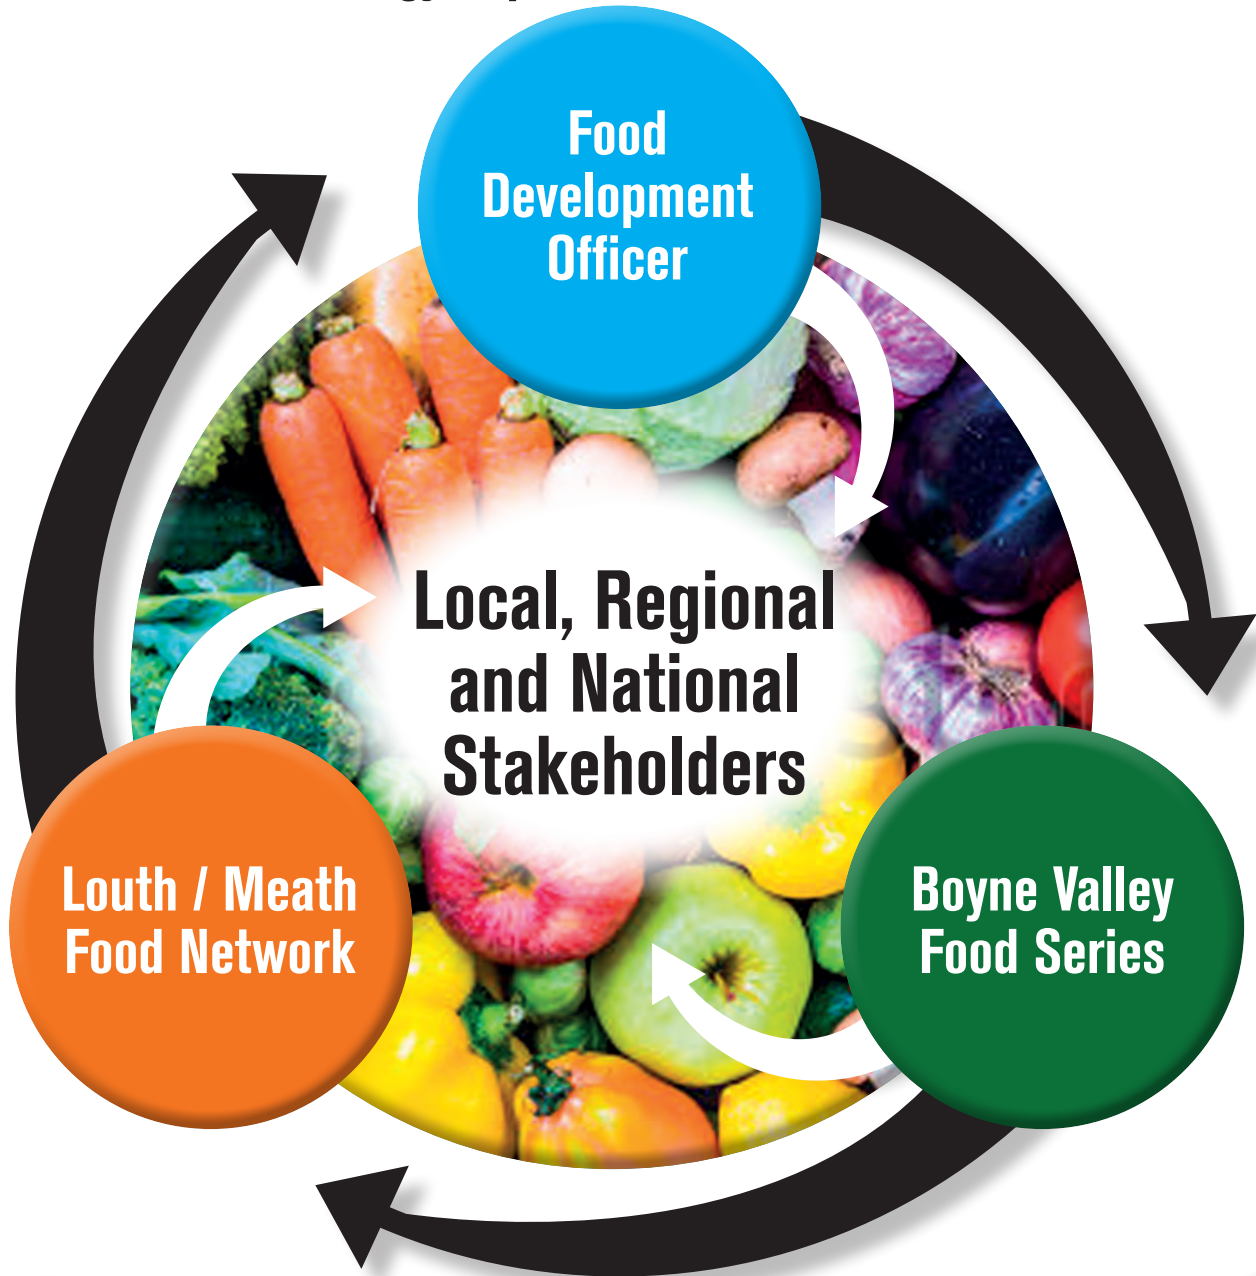 Food
Development
Officer
Local, Regional
and National
Stakeholders
Louth / Meath
Food Network
Boyne Valley
Food Series